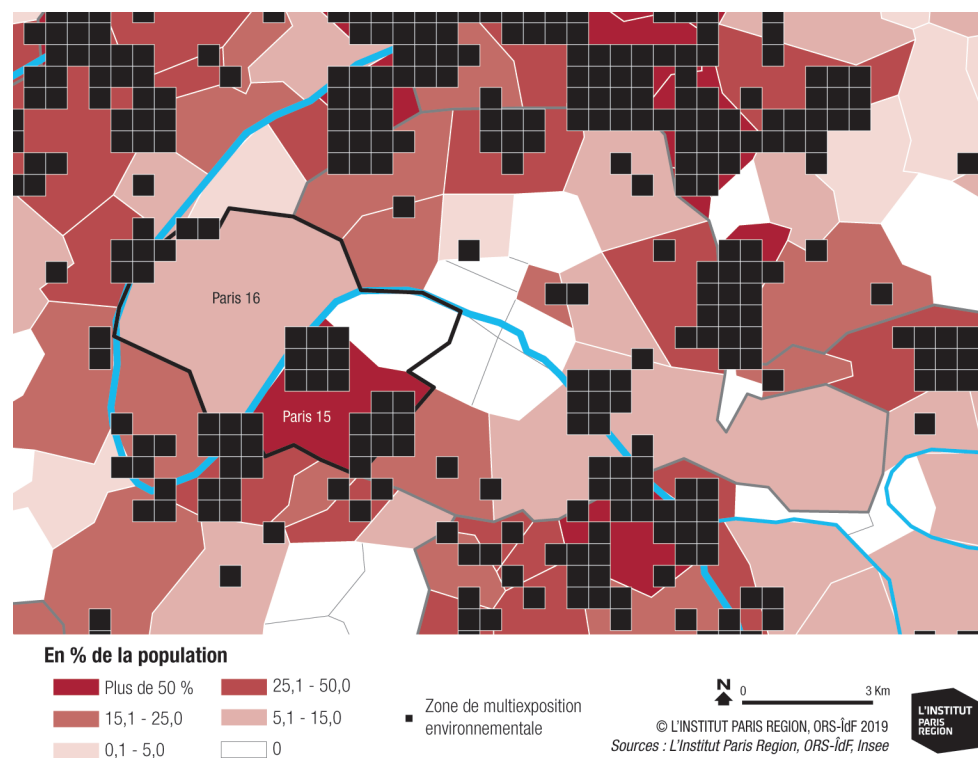 Paris 16
Paris 15
En % de la population
Plus de 50 %
25,1 - 50,0
15,1 - 25,0
5,1 - 15,0
0,1 - 5,0
0
Zone de multiexposition
environnementale
N
0 3 Km
© L'INSTITUT PARIS REGION, ORS-ÎdF 2019
Sources : L'Institut Paris Region, ORS-ÎdF, Insee
L'INSTITUT
PARIS
REGION